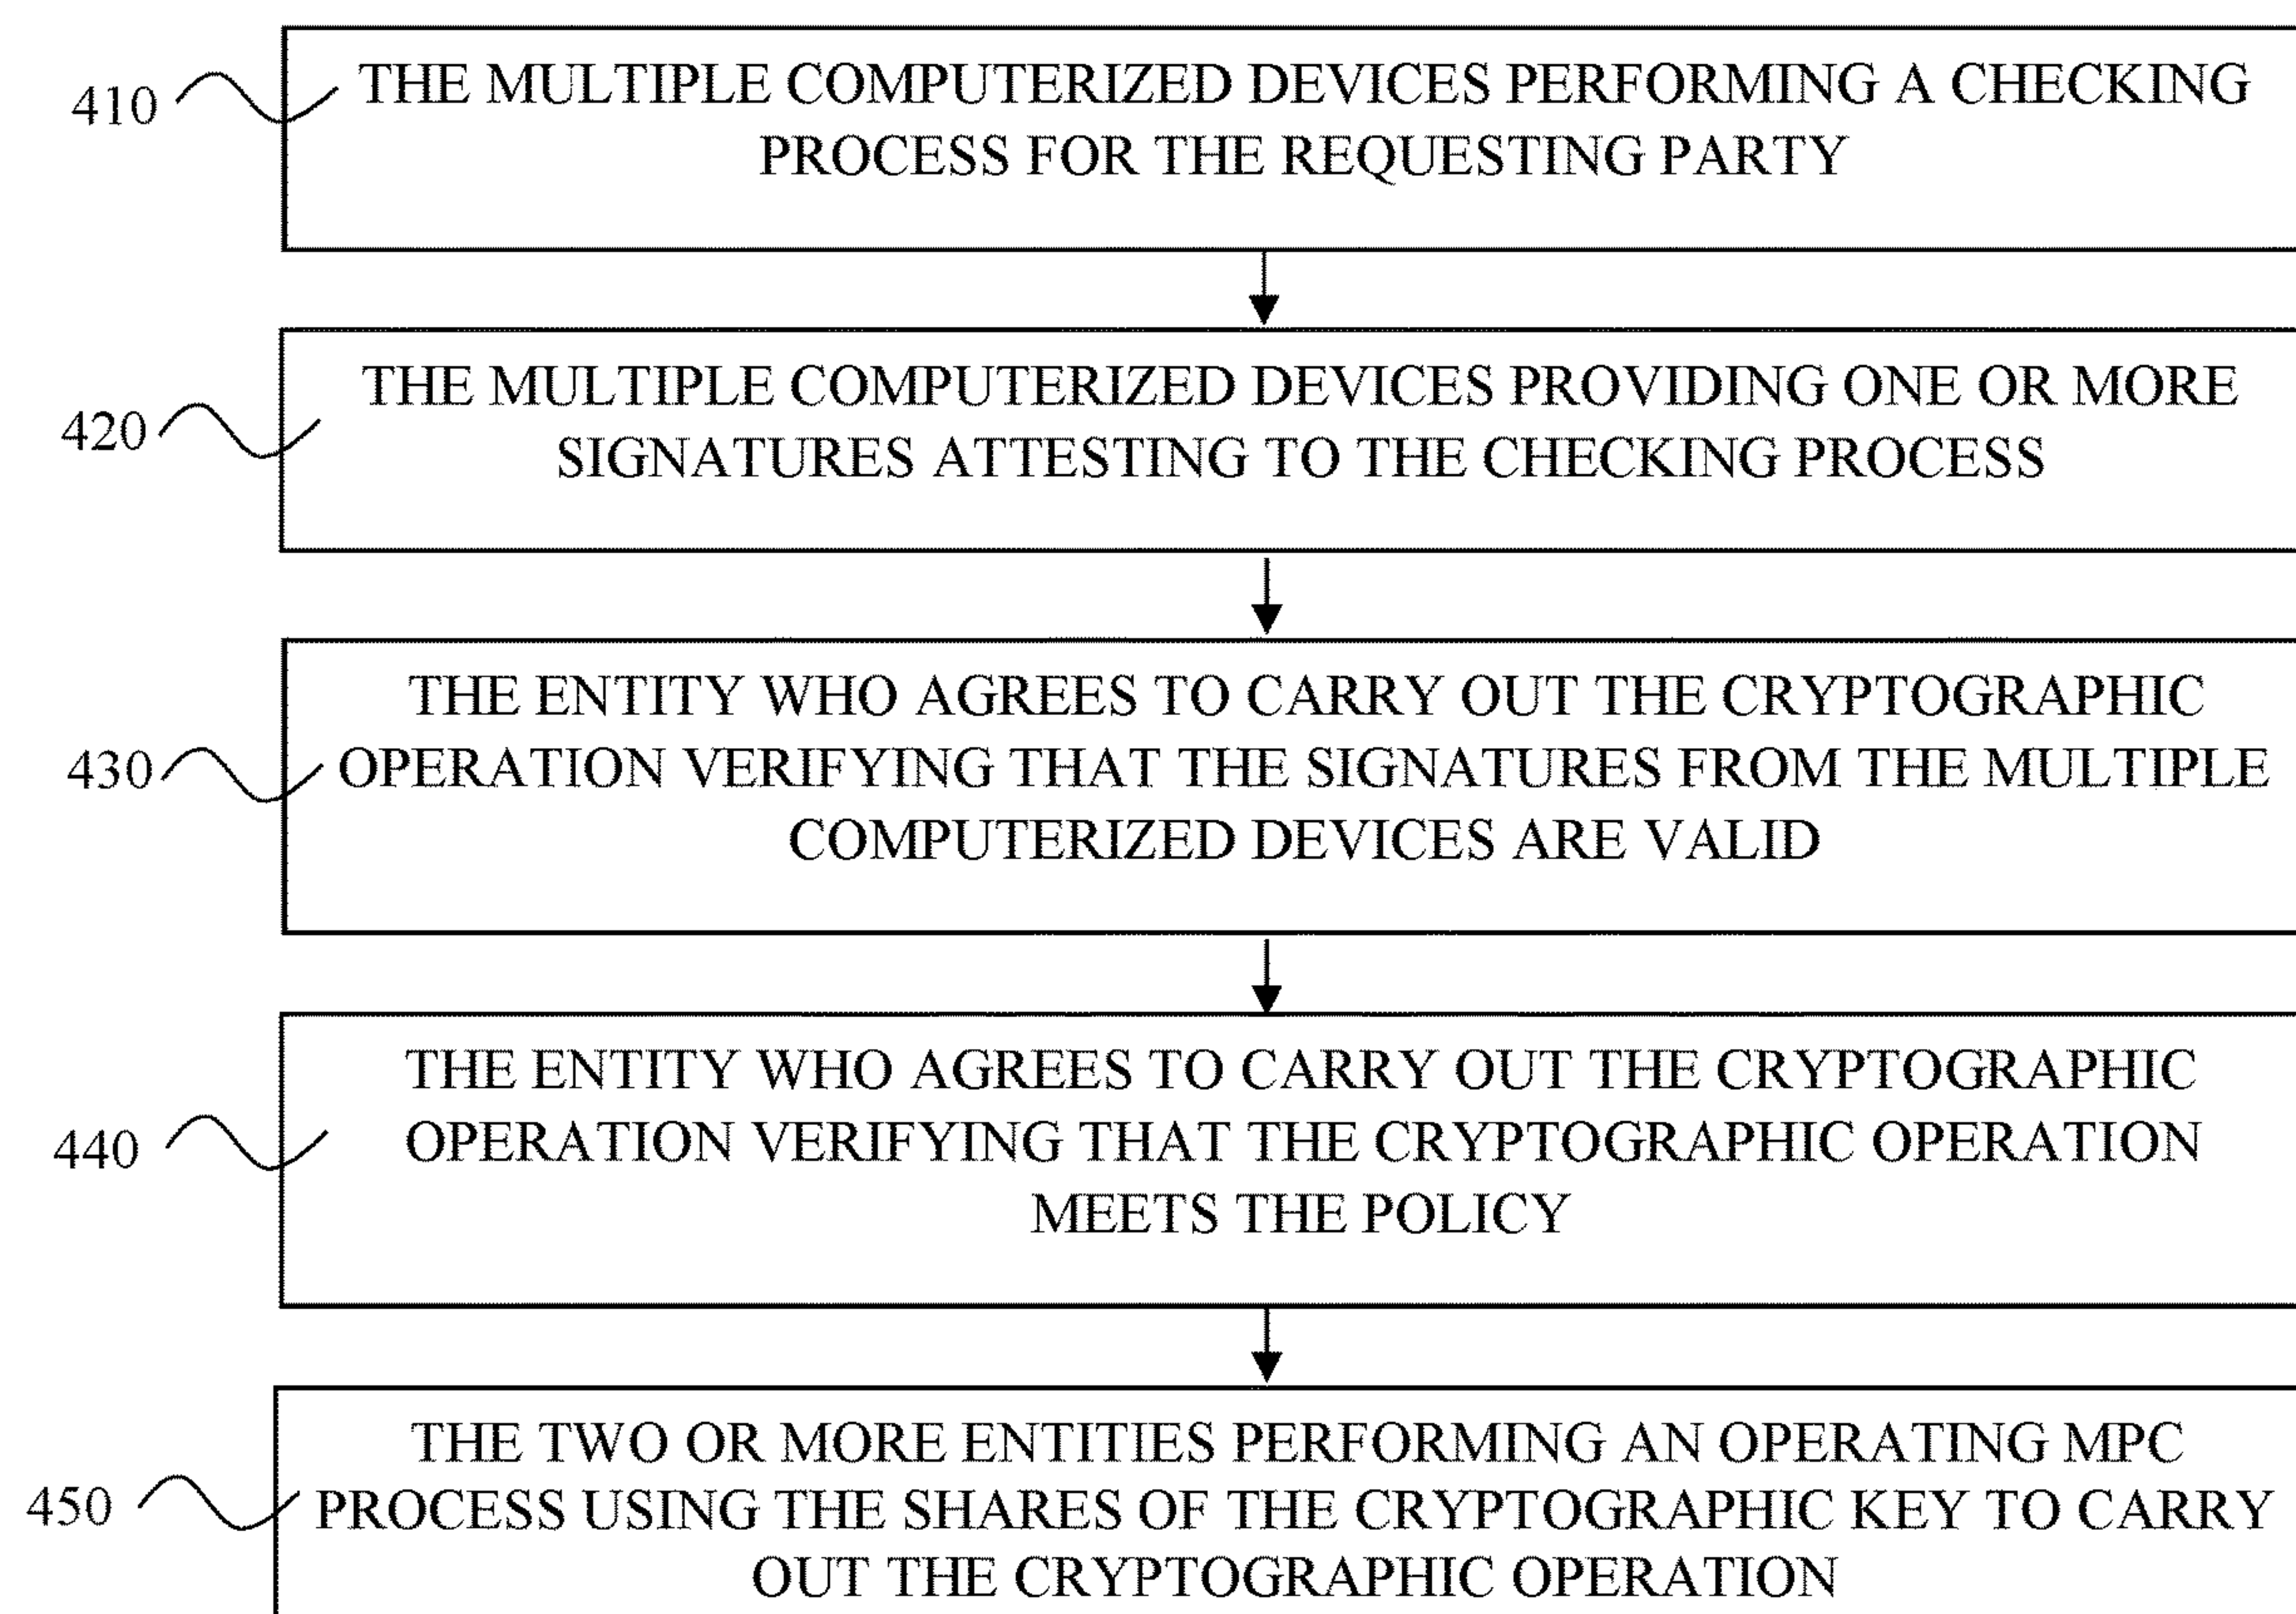 410
THE MULTIPLE COMPUTERIZED DEVICES PERFORMING A CHECKING
PROCESS FOR THE REQUESTING PARTY
420
THE MULTIPLE COMPUTERIZED DEVICES PROVIDING ONE OR MORE
SIGNATURES ATTESTING TO THE CHECKING PROCESS
430
THE ENTITY WHO AGREES TO CARRY OUT THE CRYPTOGRAPHIC
OPERATION VERIFYING THAT THE SIGNATURES FROM THE MULTIPLE
COMPUTERIZED DEVICES ARE VALID
440
THE ENTITY WHO AGREES TO CARRY OUT THE CRYPTOGRAPHIC
OPERATION VERIFYING THAT THE CRYPTOGRAPHIC OPERATION
MEETS THE POLICY
450
THE TWO OR MORE ENTITIES PERFORMING AN OPERATING MPC
PROCESS USING THE SHARES OF THE CRYPTOGRAPHIC KEY TO CARRY
OUT THE CRYPTOGRAPHIC OPERATION